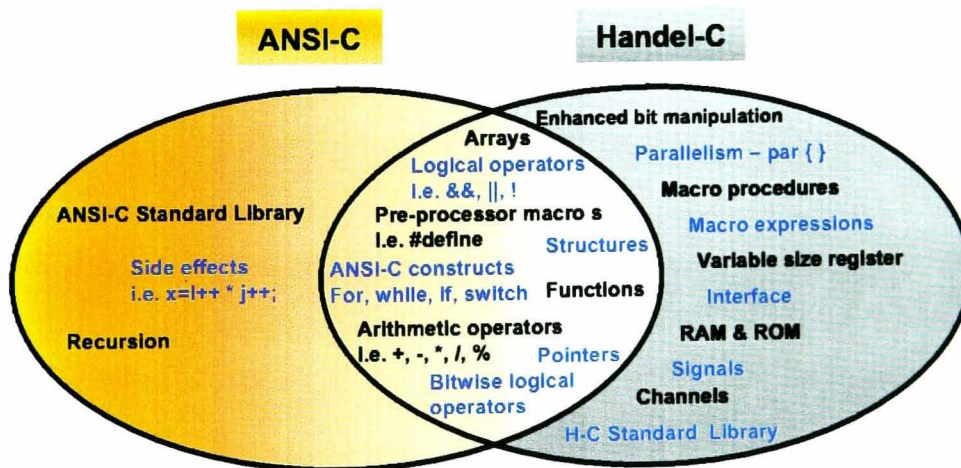 ANSI-C
Handel-C
ANSI-C Standard Library
Side effects
i.e. x=i++ * j++;
Recursion
Arrays
Logical operators
i.e. &&, ||, !
Pre-processor macro s
i.e. #define
Structures
ANSI-C constructs
For, while, if, switch
Functions
Arithmetic operators
i.e. +, -, *, /, %
Pointers
Bitwise logical
operators
Enhanced bit manipulation
Parallelism – par { }
Macro procedures
Macro expressions
Variable size register
Interface
RAM & ROM
Signals
Channels
H-C Standard Library